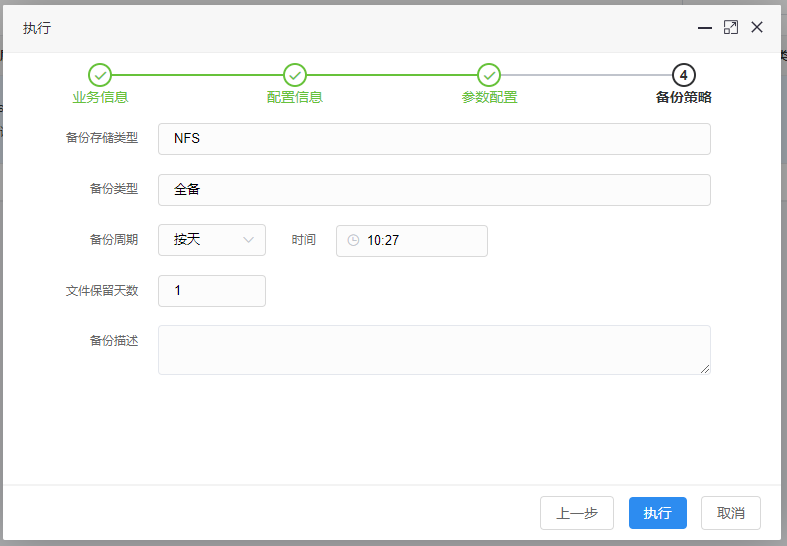 执行
4
业务信息 配置信息 参数配置 备份策略
备份存储类型 NFS
备份类型 全备
备份周期 按天 时间 10:27
文件保留天数 1
备份描述
上一步 执行 取消